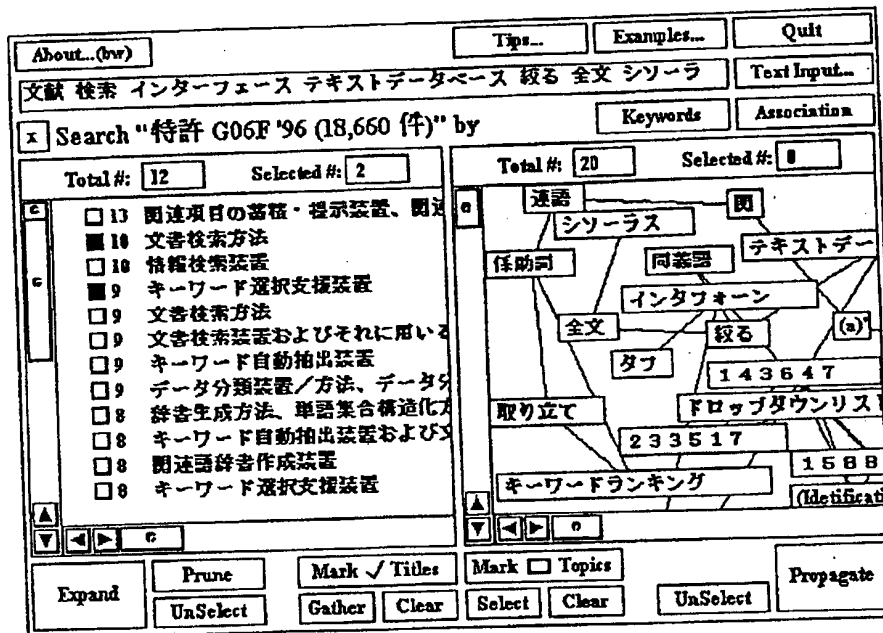 About...(bw)
Tips...
Examples...
Quit
文献 検索 インターフェース テキストデータベース 絞る 全文 シソーラ
Text Input...
x Search "特許 G06F '96 (18,660 件)" by
Keywords
Association
Total #: 12 Selected #: 2
13 関連項目の蓄積・提示装置、関連
10 文書検索方法
10 情報検索装置
9 キーワード選択支援装置
9 文書検索方法
9 文書検索装置およびそれに用いる
9 キーワード自動抽出装置
9 データ分類装置/方法、データ分
8 辞書生成方法、単語集合構造化方
8 キーワード自動抽出装置および文
8 関連語辞書作成装置
8 キーワード選択支援装置
Total #: 20 Selected #: 0
連語
関
シソーラス
テキストデー
係助詞
同義語
インタフォーン
全文
絞る
(a)"
タブ
143647
取り立て
ドロップダウンリスト
233517
1588
キーワードランキング
(Idetificati
Expand
Prune
UnSelect
Mark ✓ Titles
Gather
Clear
Mark □ Topics
Select
Clear
UnSelect
Propagate